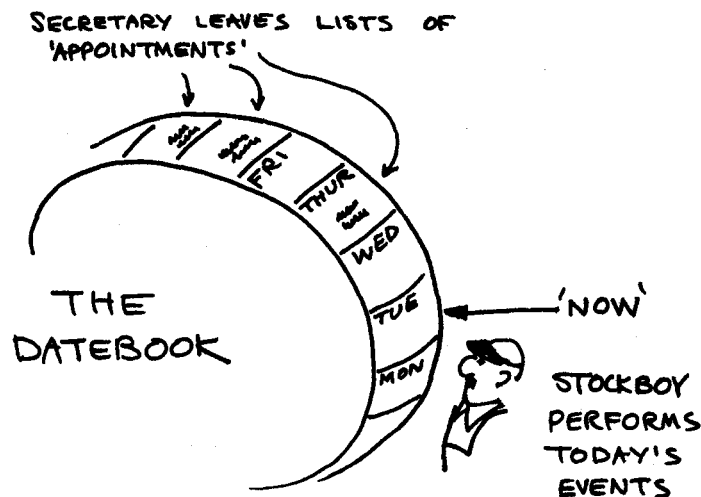 SECRETARY LEAVES LISTS OF
'APPOINTMENTS'
FRI
THUR
WED
THE
DATEBOOK
TUE
'NOW'
MON
STOCKBOY
PERFORMS
TODAY'S
EVENTS